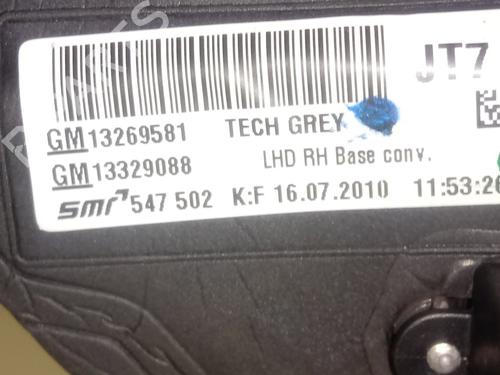 JT7
GM13269581 TECH GREY
GM13329088 LHD RH Base conv.
smr 547 502 K:F 16.07.2010 11:53:26